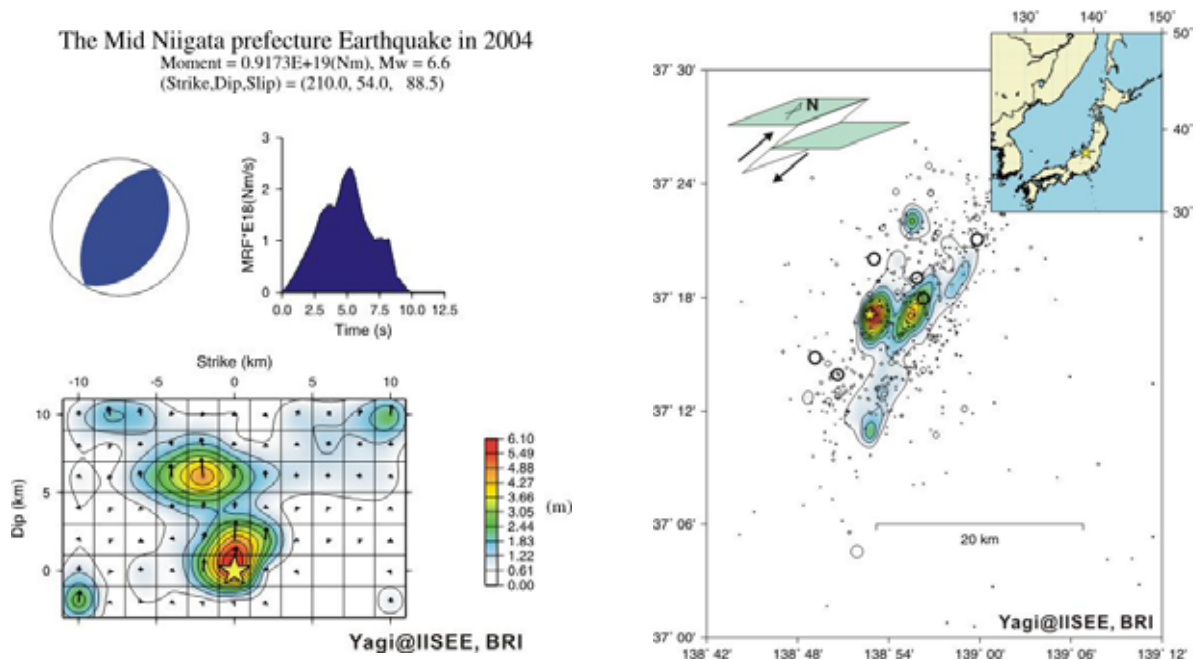 The Mid Niigata prefecture Earthquake in 2004
Moment = 0.9173E+19(Nm), Mw = 6.6
(Strike,Dip,Slip) = (210.0, 54.0, 88.5)
3
2
1
0
MRF*E18(Nm/s)
0.0 2.5 5.0 7.5 10.0 12.5
Time (s)
Strike (km)
-10 -5 0 5 10
10
5
0
Dip (km)
6.10
5.49
4.88
4.27
3.66
3.05
2.44
1.83
1.22
0.61
0.00
(m)
Yagi@IISEE, BRI
130° 140° 150°
50°
40°
30°
N
37° 30'
37° 24'
37° 18'
37° 12'
37° 06'
37° 00'
20 km
Yagi@IISEE, BRI
138° 42' 138° 48' 138° 54' 139° 00' 139° 06' 139° 12'